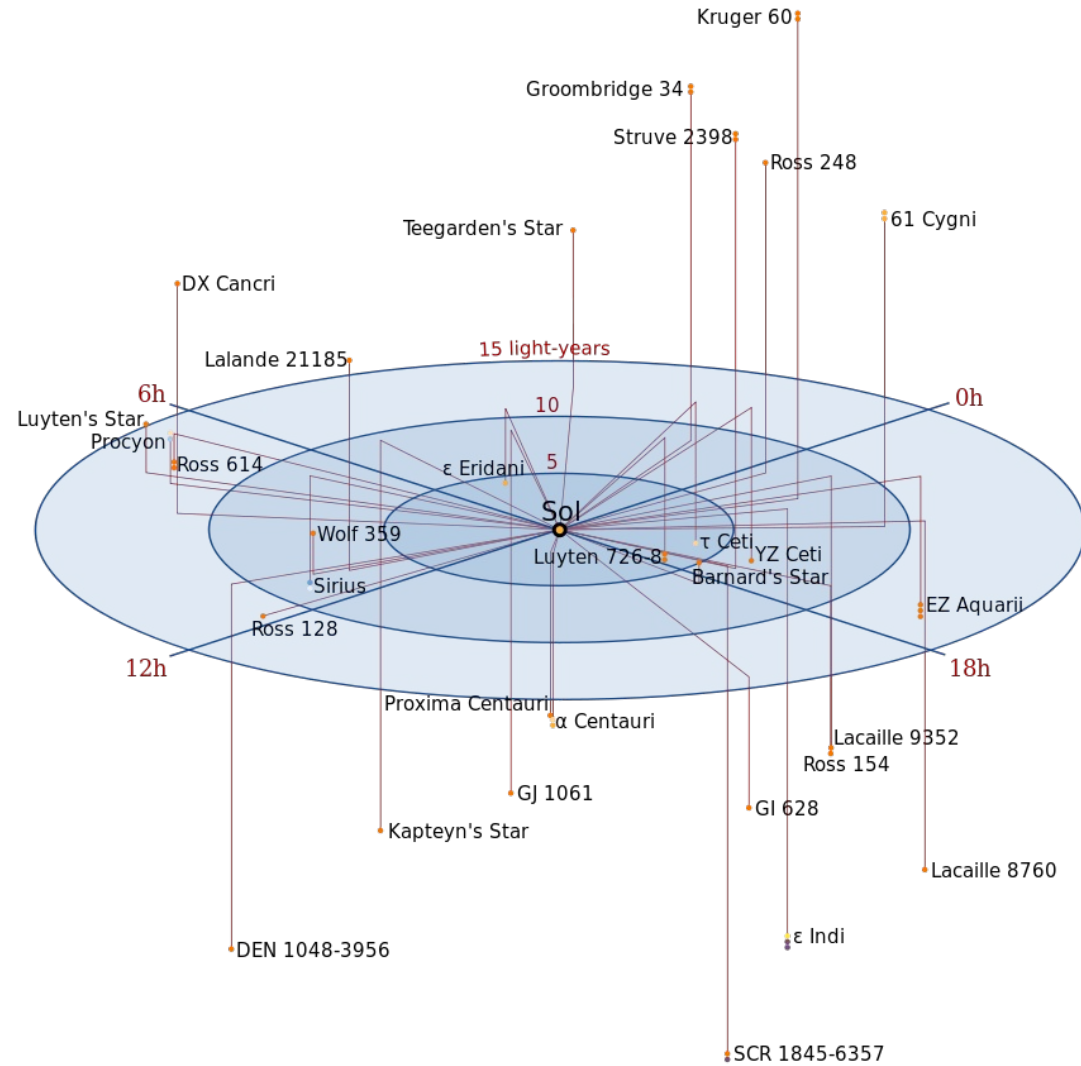 Kruger 60
Groombridge 34
Struve 2398
Ross 248
61 Cygni
Teegarden's Star
DX Cancri
15 light-years
Lalande 21185
6h
0h
10
Luyten's Star
Procyon
Ross 614
5
ε Eridani
Sol
Wolf 359
τ Ceti
Luyten 726-8
YZ Ceti
Barnard's Star
Sirius
EZ Aquarii
Ross 128
12h
18h
Proxima Centauri
α Centauri
Lacaille 9352
Ross 154
GJ 1061
GI 628
Kapteyn's Star
Lacaille 8760
ε Indi
DEN 1048-3956
SCR 1845-6357